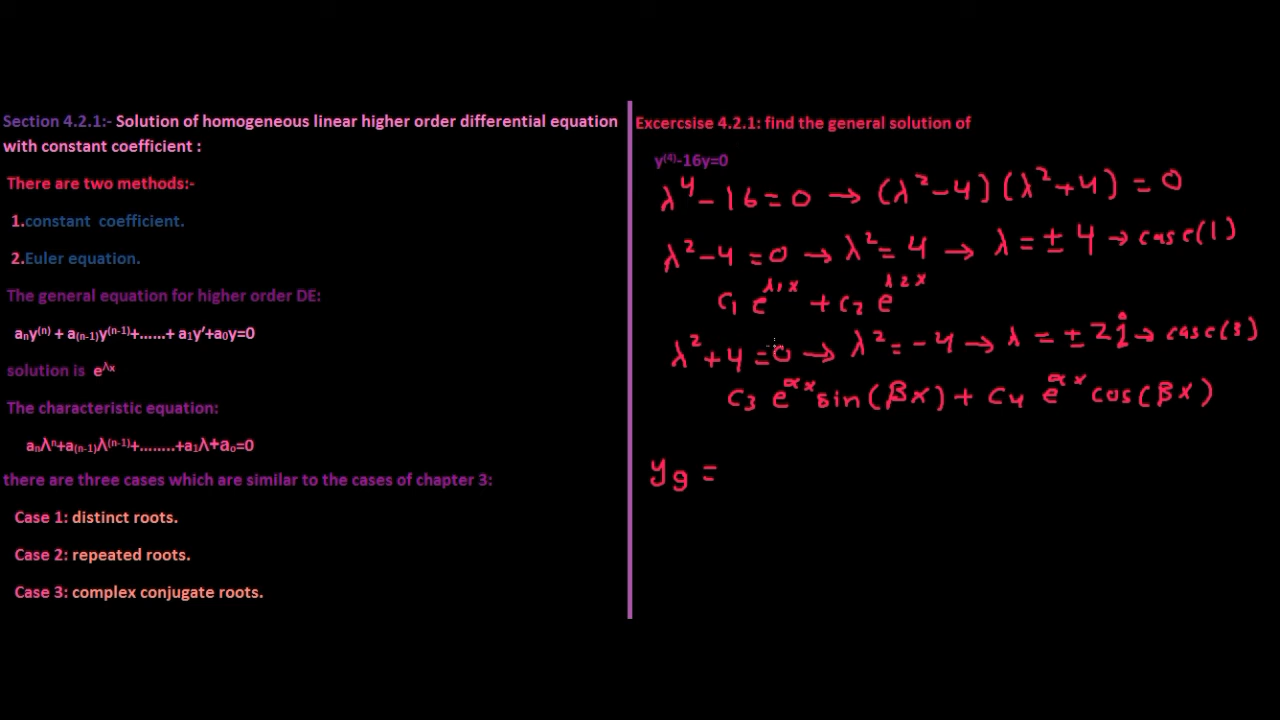 Section 4.2.1:- Solution of homogeneous linear higher order differential equation
with constant coefficient :
There are two methods:-
1.constant coefficient.
2.Euler equation.
The general equation for higher order DE:
aₙy⁽ⁿ⁾ + a₍ₙ₋₁₎y⁽ⁿ⁻¹⁾+......+ a₁y′+a₀y=0
solution is e^λx
The characteristic equation:
aₙλⁿ+a₍ₙ₋₁₎λ⁽ⁿ⁻¹⁾+........+a₁λ+aₒ=0
there are three cases which are similar to the cases of chapter 3:
Case 1: distinct roots.
Case 2: repeated roots.
Case 3: complex conjugate roots.
Excercsise 4.2.1: find the general solution of
y⁽⁴⁾-16y=0
λ⁴ - 16 = 0 → (λ² - 4) (λ² + 4) = 0
λ² - 4 = 0 → λ² = 4 → λ = ± 4 → case(1)
c₁ e^λ₁x + c₂ e^λ₂x
λ² + 4 = 0 → λ² = - 4 → λ = ± 2i → case(3)
c₃ e^αx sin(βx) + c₄ e^αx cos(βx)
y_g =